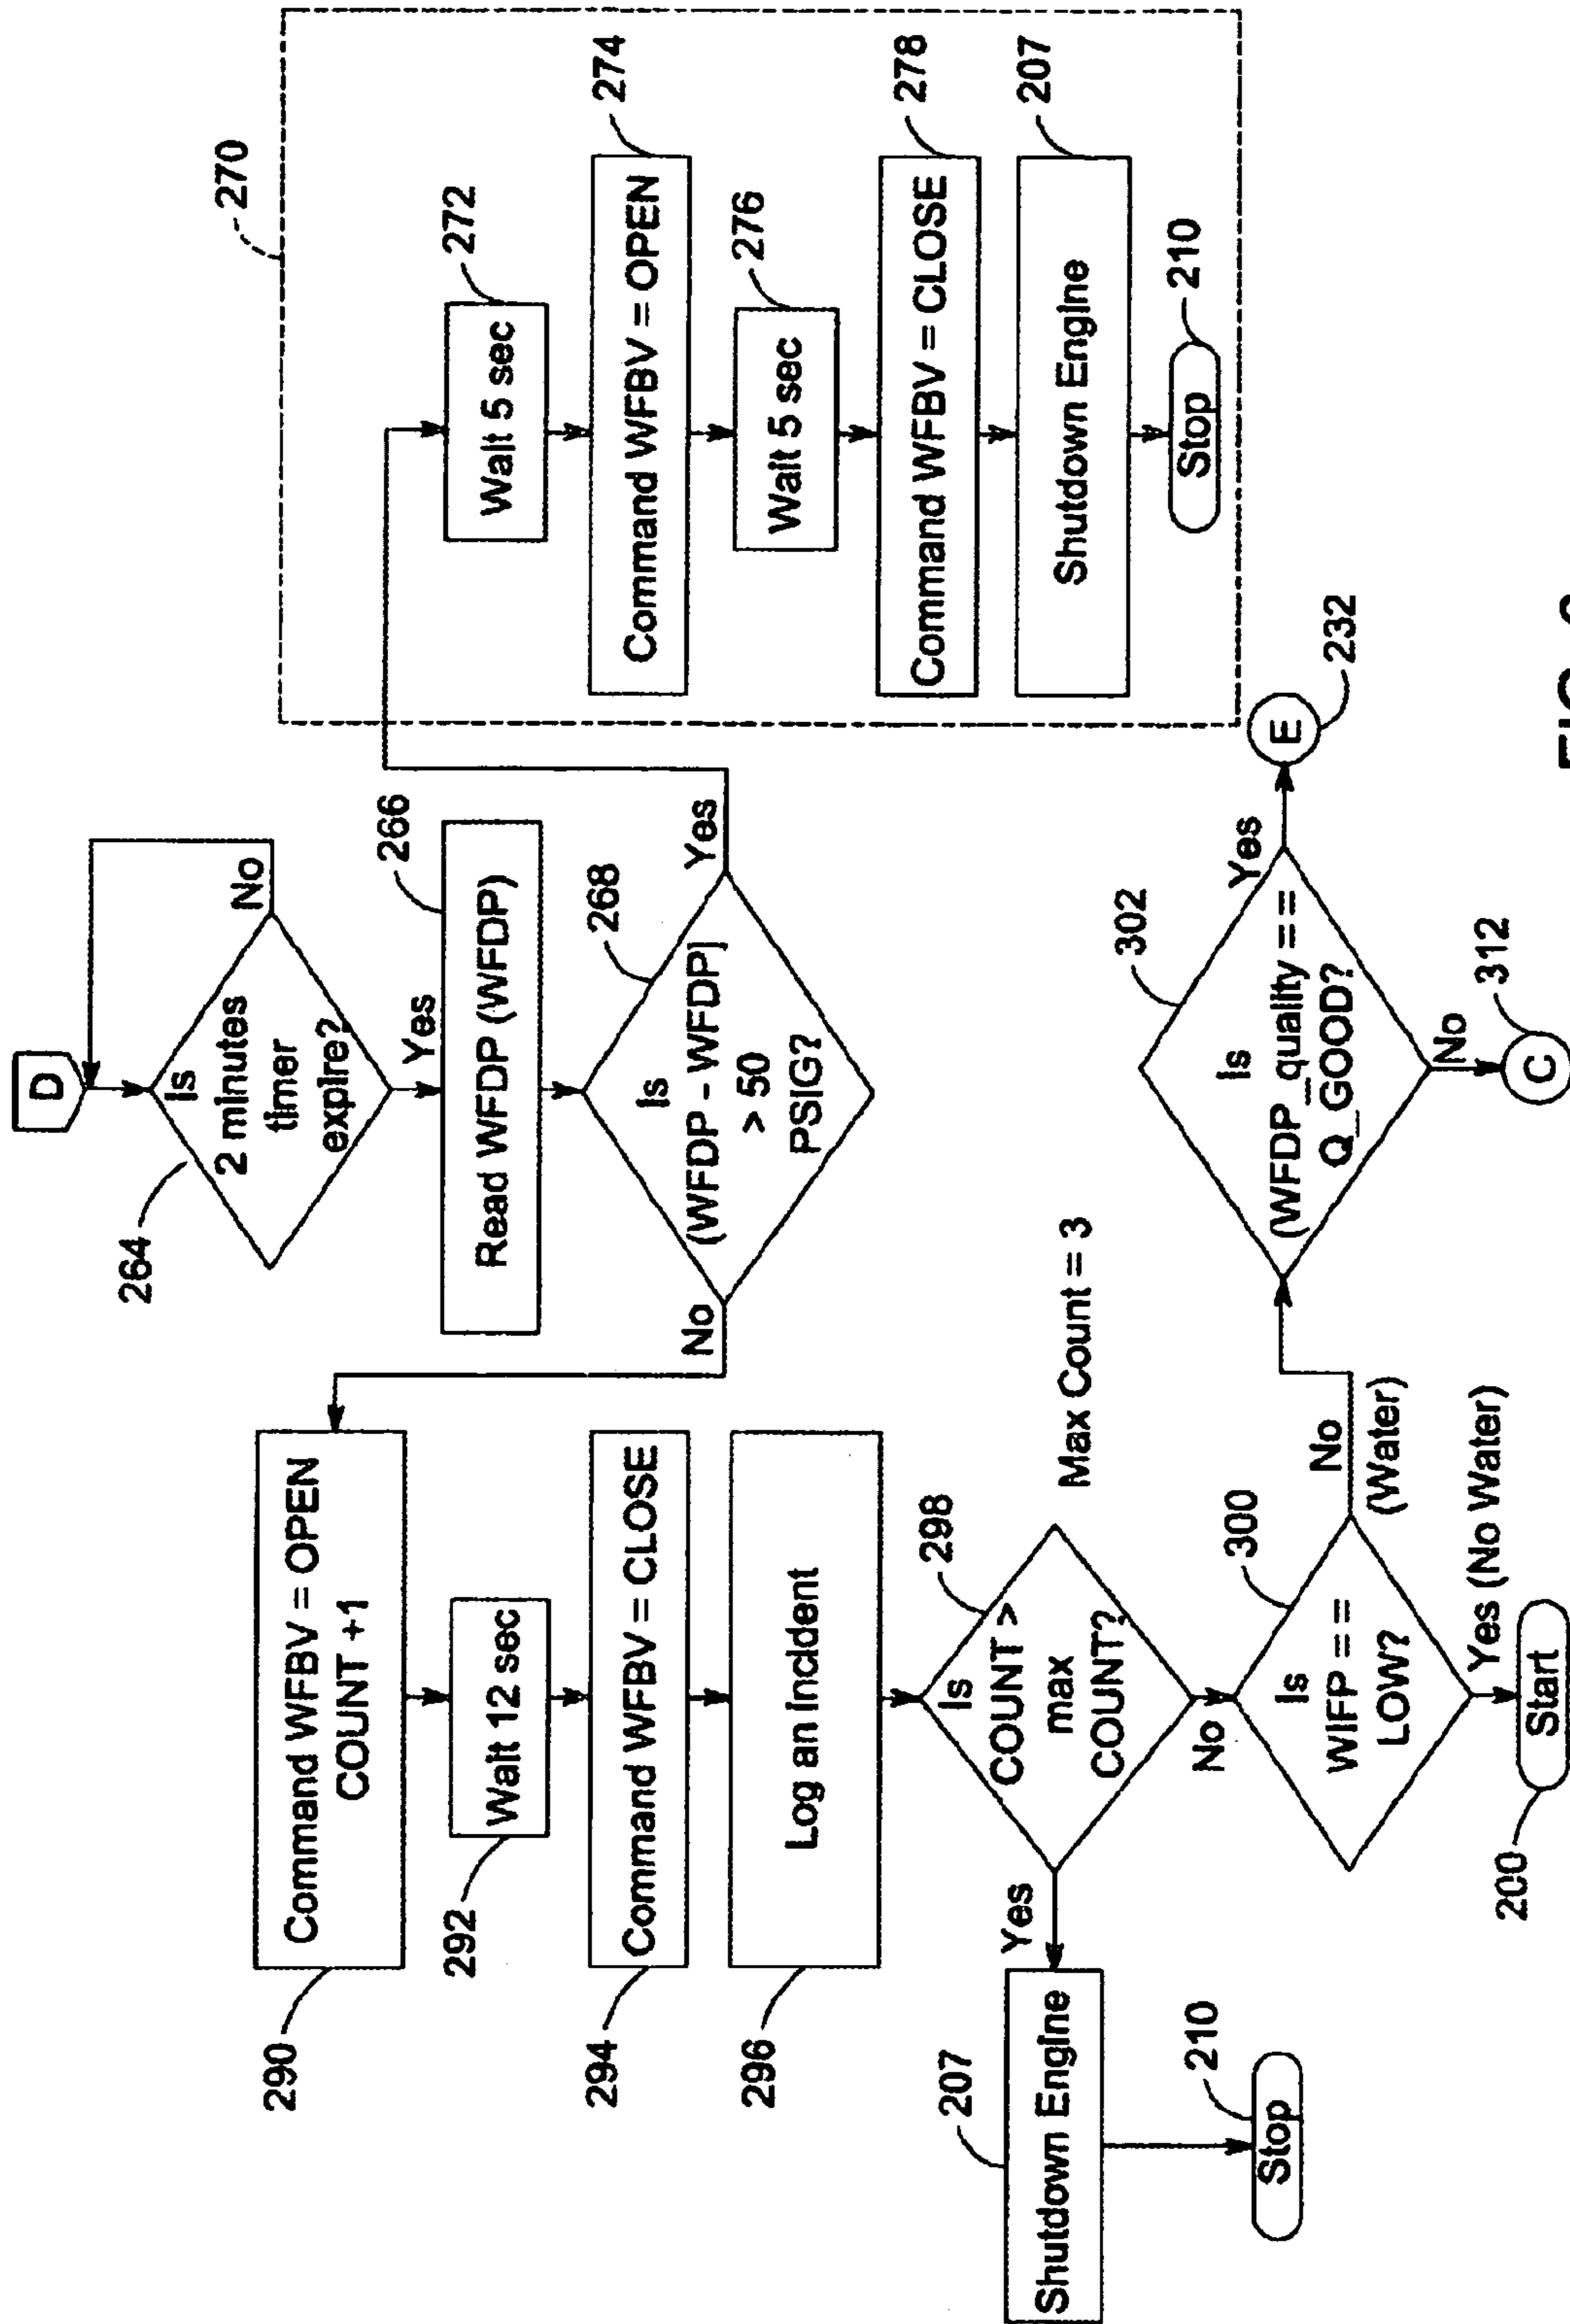 D
264
Is
2 minutes
timer
expire?
No
Yes
266
Read WFDP (WFDP)
268
Is
(WFDP - WFDP)
> 50
PSIG?
No
Yes
270
272
Wait 5 sec
274
Command WFBV = OPEN
276
Wait 5 sec
278
Command WFBV = CLOSE
207
Shutdown Engine
210
Stop
290
Command WFBV = OPEN
COUNT +1
292
Wait 12 sec
294
Command WFBV = CLOSE
296
Log an incident
298
Is
COUNT >
max
COUNT?
Max Count = 3
Yes
No
207
Shutdown Engine
210
Stop
300
Is
WIFP ==
LOW?
No
(Water)
Yes (No Water)
200
Start
302
Is
(WFDP_quality ==
Q_GOOD?
Yes
E
232
No
C
312